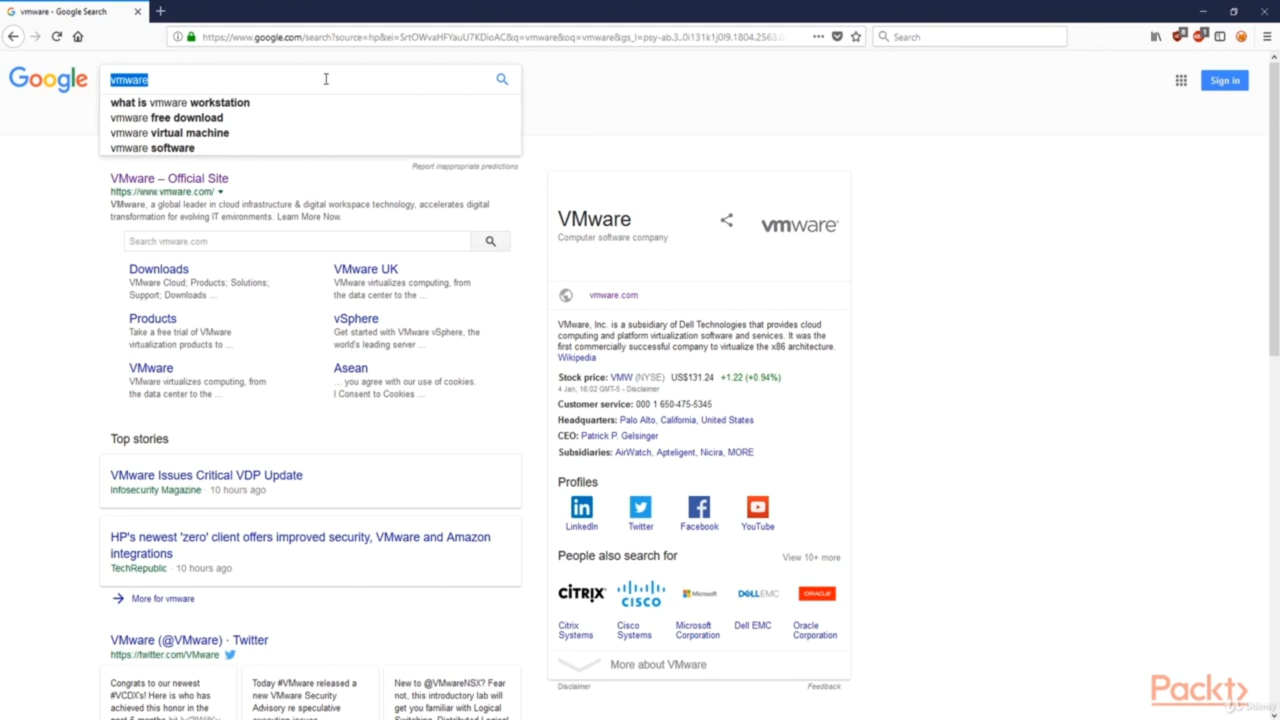 vmware - Google Search
https://www.google.com/search?source=hp&ei=SrtOWvaHFYauU7KDioAC&q=vmware&oq=vmware&gs_l=psy-ab.3..0i131k1j0l9.1804.2563.0
Search
Google
vmware
Sign in
what is vmware workstation
vmware free download
vmware virtual machine
vmware software
Report inappropriate predictions
VMware – Official Site
https://www.vmware.com/
VMware, a global leader in cloud infrastructure & digital workspace technology, accelerates digital
transformation for evolving IT environments. Learn More Now.
Search vmware.com
Downloads
VMware Cloud; Products; Solutions;
Support; Downloads ...
VMware UK
VMware virtualizes computing, from
the data center to the ...
Products
Take a free trial of VMware
virtualization products to ...
vSphere
Get started with VMware vSphere, the
world's leading server ...
VMware
VMware virtualizes computing, from
the data center to the ...
Asean
... you agree with our use of cookies.
I Consent to Cookies ...
Top stories
VMware Issues Critical VDP Update
Infosecurity Magazine · 10 hours ago
HP's newest 'zero' client offers improved security, VMware and Amazon
integrations
TechRepublic · 10 hours ago
More for vmware
VMware (@VMware) · Twitter
https://twitter.com/VMware
Congrats to our newest
#VCDX's! Here is who has
achieved this honor in the
Today #VMware released a
new VMware Security
Advisory re speculative
New to @VMwareNSX? Fear
not, this introductory lab will
get you familiar with Logical
VMware
Computer software company
vmware
vmware.com
VMware, Inc. is a subsidiary of Dell Technologies that provides cloud
computing and platform virtualization software and services. It was the
first commercially successful company to virtualize the x86 architecture.
Wikipedia
Stock price: VMW (NYSE) US$131.24 +1.22 (+0.94%)
4 Jan, 16:02 GMT-5 - Disclaimer
Customer service: 000 1 650-475-5345
Headquarters: Palo Alto, California, United States
CEO: Patrick P. Gelsinger
Subsidiaries: AirWatch, Apteligent, Nicira, MORE
Profiles
LinkedIn
Twitter
Facebook
YouTube
People also search for
View 10+ more
CITRIX
CISCO
Microsoft
DELLEMC
ORACLE
Citrix
Systems
Cisco
Systems
Microsoft
Corporation
Dell EMC
Oracle
Corporation
More about VMware
Disclaimer
Feedback
Packt>
Udemy